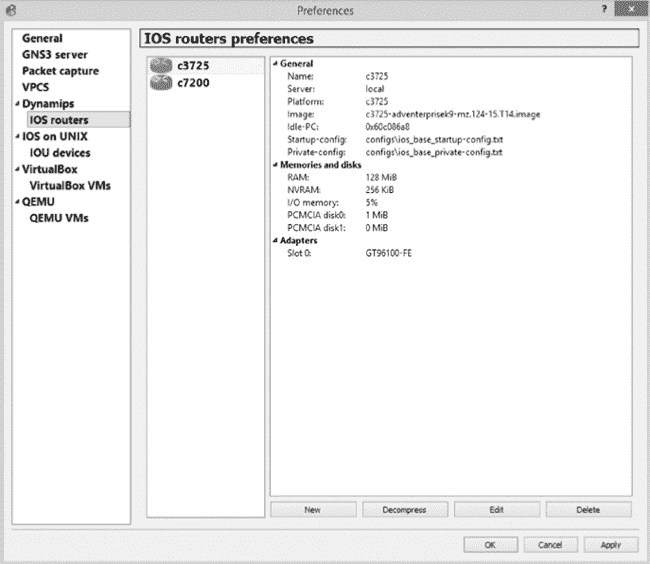 Preferences
?
General
GNS3 server
Packet capture
VPCS
Dynamips
IOS routers
IOS on UNIX
IOU devices
VirtualBox
VirtualBox VMs
QEMU
QEMU VMs
IOS routers preferences
c3725
c7200
General
Name: c3725
Server: local
Platform: c3725
Image: c3725-adventerprisek9-mz.124-15.T14.image
Idle-PC: 0x60c086a8
Startup-config: configs\ios_base_startup-config.txt
Private-config: configs\ios_base_private-config.txt
Memories and disks
RAM: 128 MiB
NVRAM: 256 KiB
I/O memory: 5%
PCMCIA disk0: 1 MiB
PCMCIA disk1: 0 MiB
Adapters
Slot 0: GT96100-FE
New Decompress Edit Delete
OK Cancel Apply